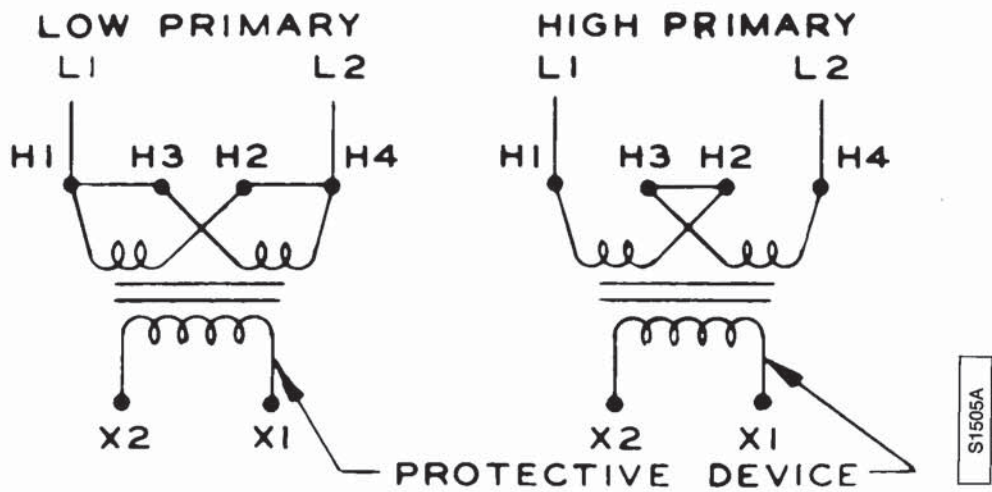 LOW PRIMARY HIGH PRIMARY
L1 L2 L1 L2
H1 H3 H2 H4 H1 H3 H2 H4
X2 X1 X2 X1
PROTECTIVE DEVICE
S1505A